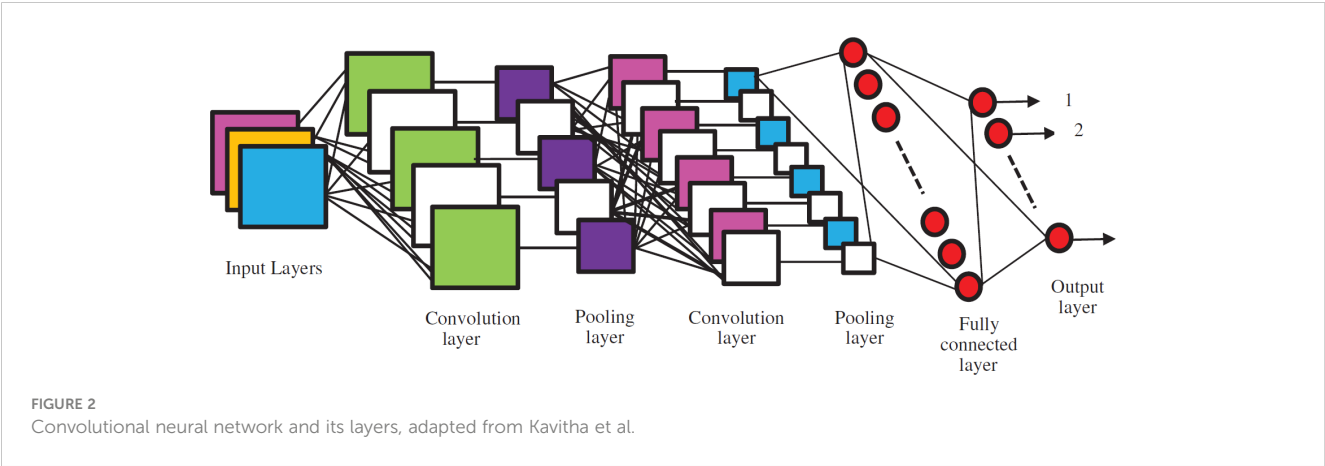 1
2
Input Layers
Convolution
layer
Pooling
layer
Convolution
layer
Pooling
layer
Fully
connected
layer
Output
layer
FIGURE 2
Convolutional neural network and its layers, adapted from Kavitha et al.